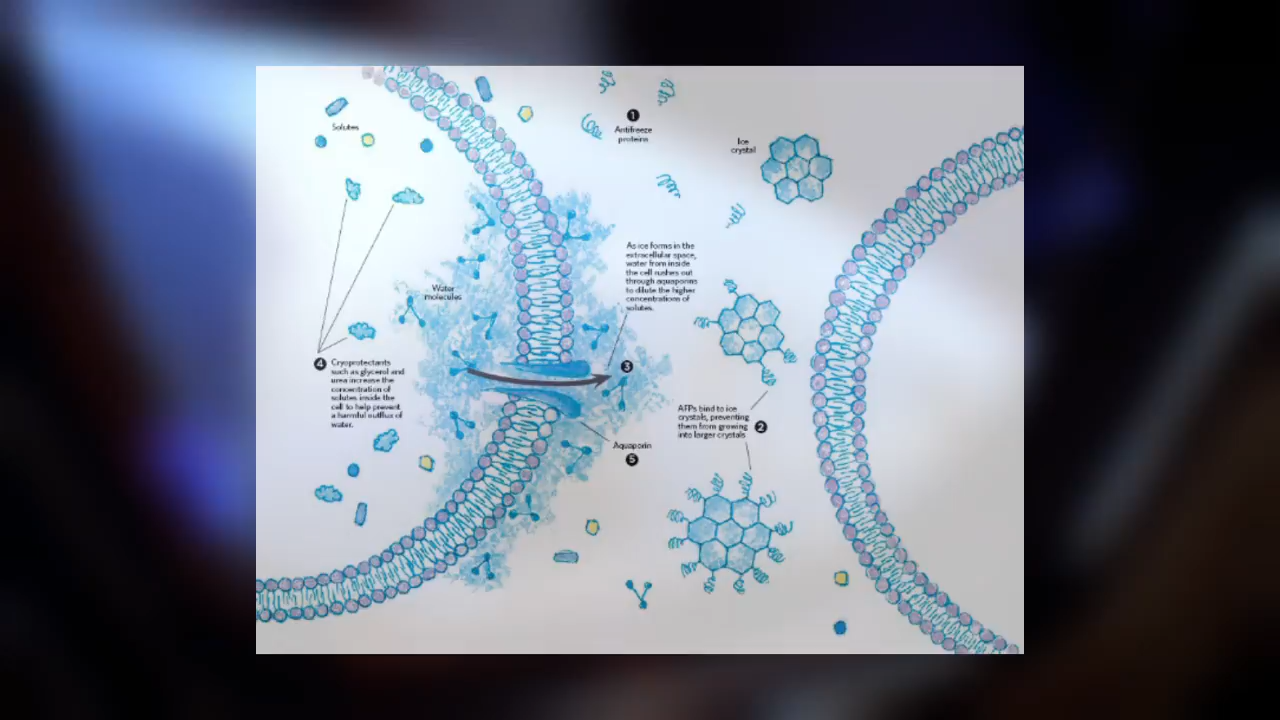 Solutes
1
Antifreeze
proteins
Ice
crystal
As ice forms in the
extracellular space,
water from inside
the cell rushes out
through aquaporins
to dilute the higher
concentrations of
solutes.
Water
molecules
3
4
Cryoprotectants
such as glycerol and
urea increase the
concentration of
solutes inside the
cell to help prevent
a harmful outflux of
water.
AFPs bind to ice
crystals, preventing
them from growing
into larger crystals
2
Aquaporin
5